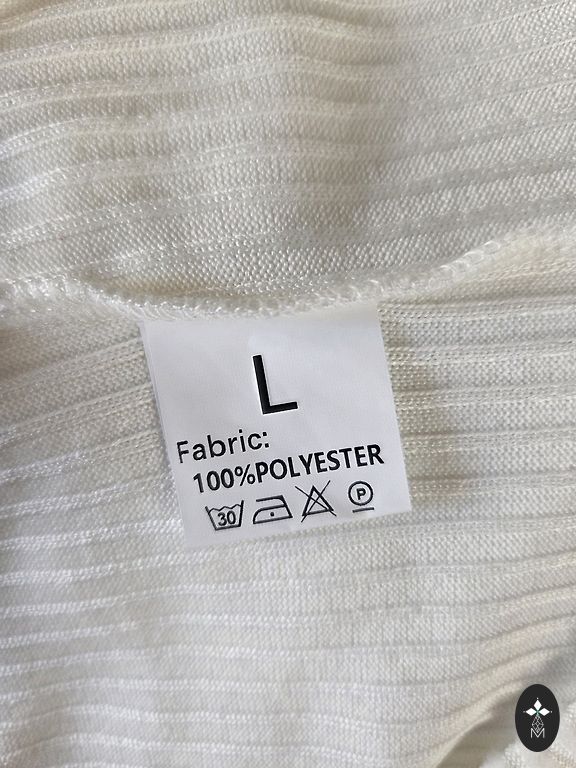 L
Fabric:
100%POLYESTER
30 P
M